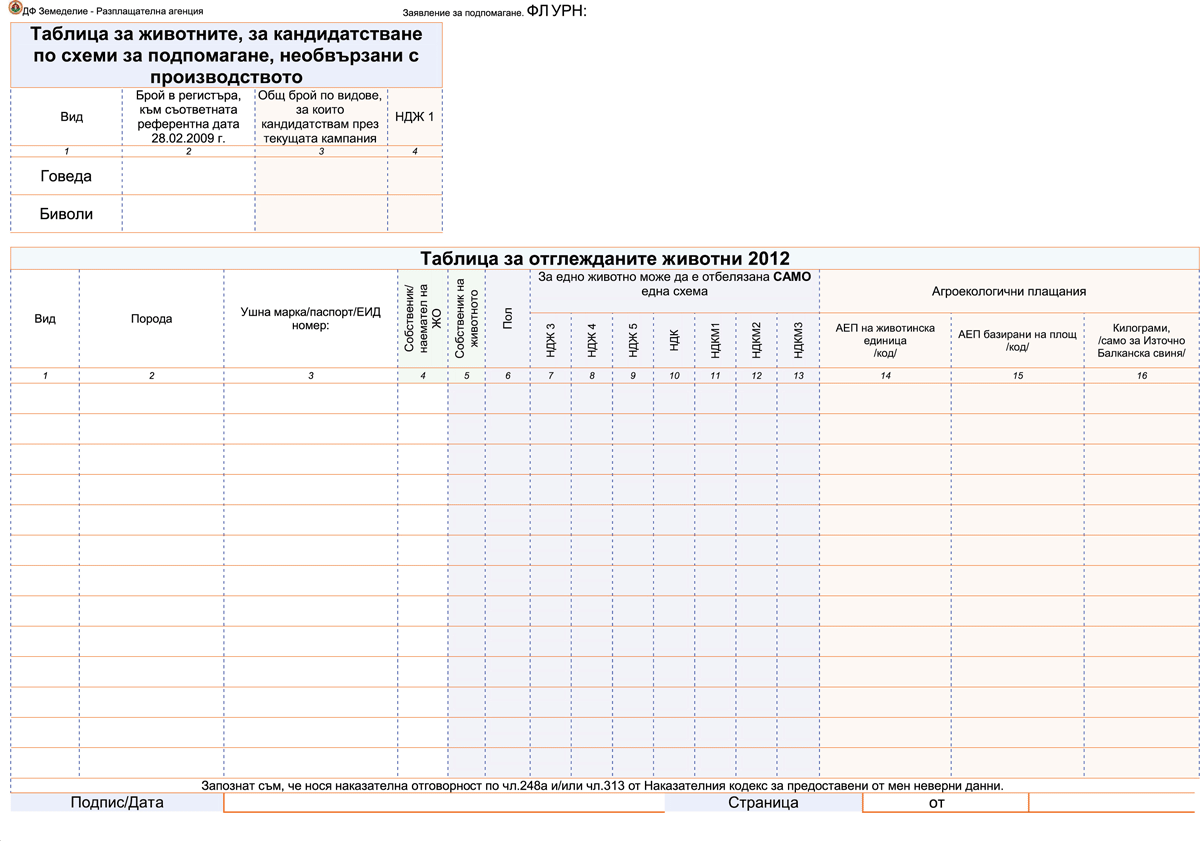 ДФ Земеделие - Разплащателна агенция
Заявление за подпомагане. ФЛ УРН:
Таблица за животните, за кандидатстване
по схеми за подпомагане, необвързани с
производството
Вид
Брой в регистъра,
към съответната
референтна дата
28.02.2009 г.
Общ брой по видове,
за които
кандидатствам през
текущата кампания
НДЖ 1
1 2 3 4
Говеда
Биволи
Таблица за отглежданите животни 2012
Вид
Порода
Ушна марка/паспорт/ЕИД
номер:
Собственик/
наемател на
ЖО
Собственик на
животното
Пол
За едно животно може да е отбелязана САМО
една схема
НДЖ 3
НДЖ 4
НДЖ 5
НДК
НДКМ1
НДКМ2
НДКМ3
Агроекологични плащания
АЕП на животинска
единица
/код/
АЕП базирани на площ
/код/
Килограми,
/само за Източно
Балканска свиня/
1 2 3 4 5 6 7 8 9 10 11 12 13 14 15 16
Запознат съм, че нося наказателна отговорност по чл.248а и/или чл.313 от Наказателния кодекс за предоставени от мен неверни данни.
Подпис/Дата
Страница
от